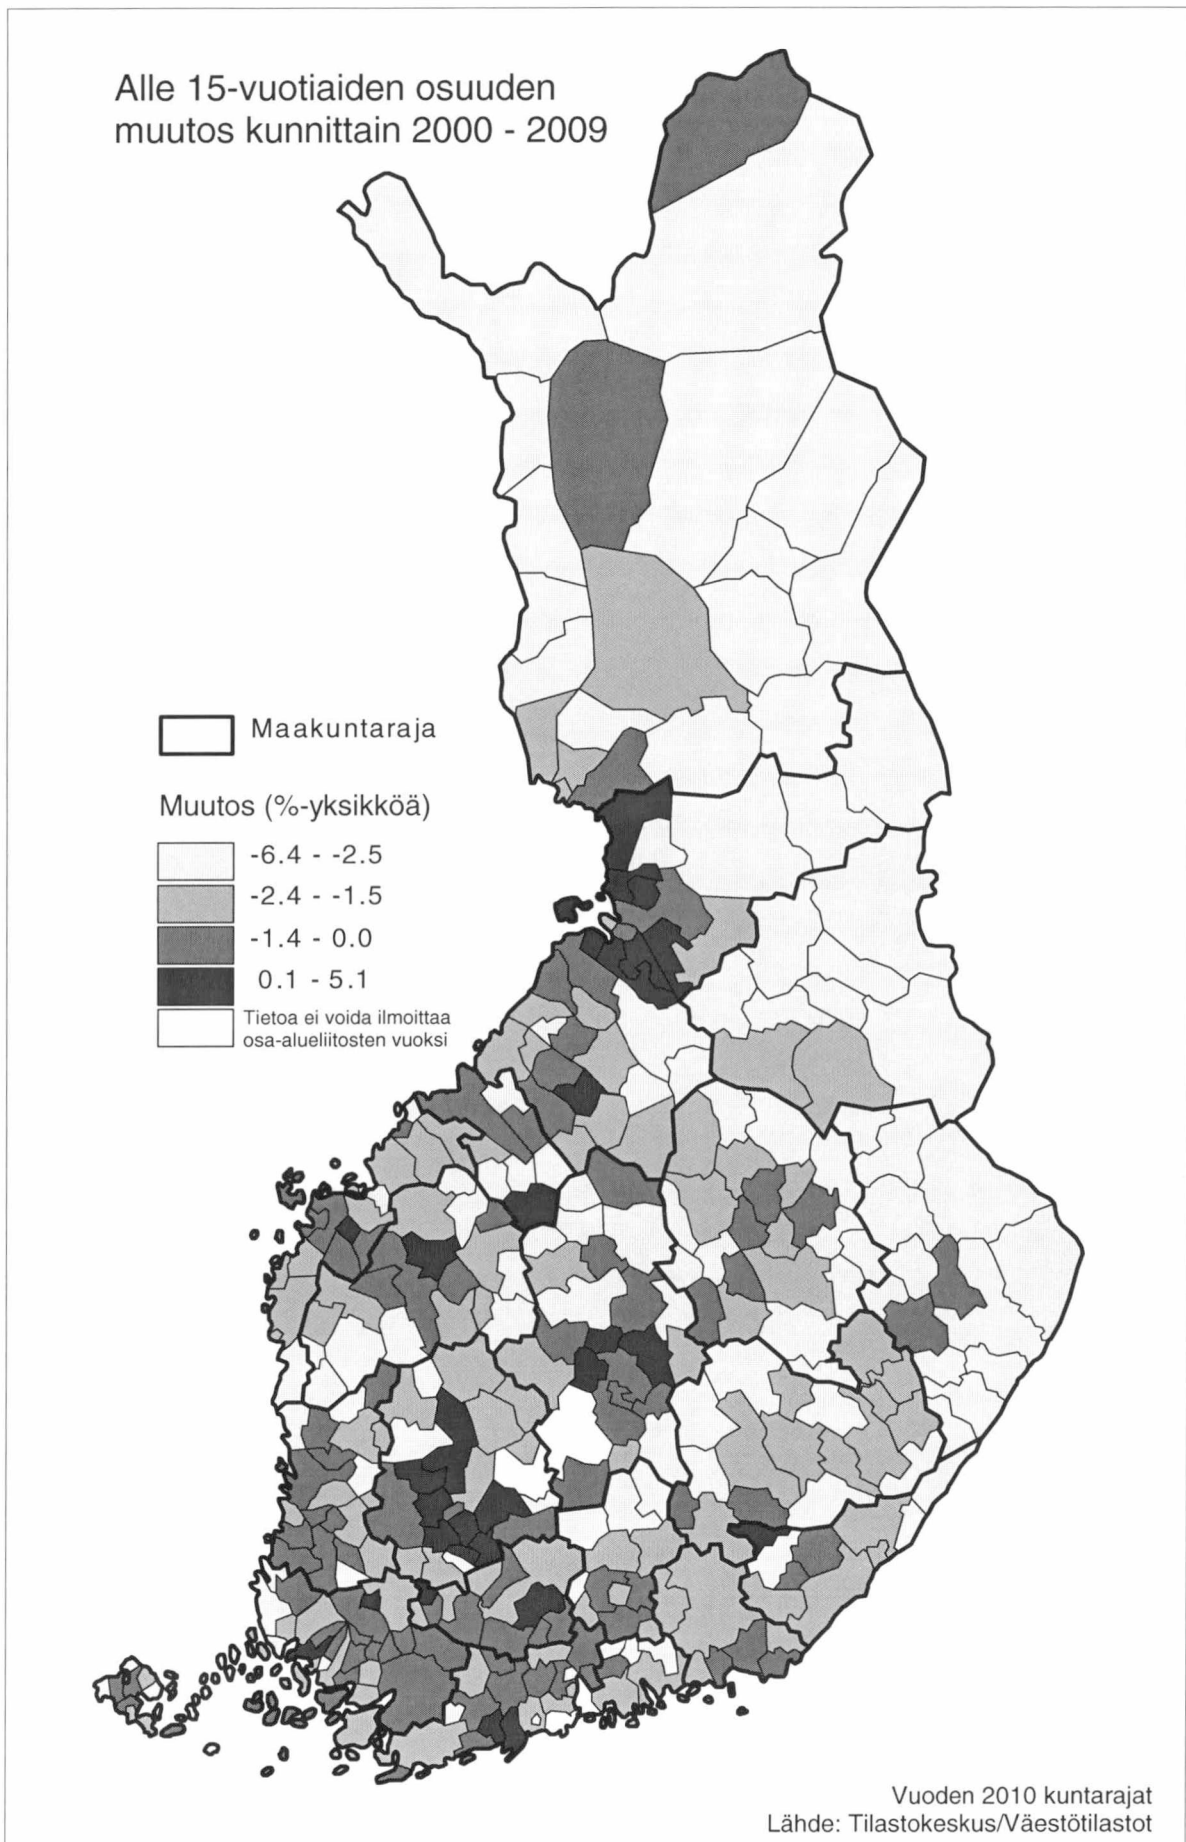 Alle 15-vuotiaiden osuuden
muutos kunnittain 2000 - 2009
Maakuntaraja
Muutos (%-yksikköä)
-6.4 - -2.5
-2.4 - -1.5
-1.4 - 0.0
0.1 - 5.1
Tietoa ei voida ilmoittaa
osa-alueliitosten vuoksi
Vuoden 2010 kuntarajat
Lähde: Tilastokeskus/Väestötilastot